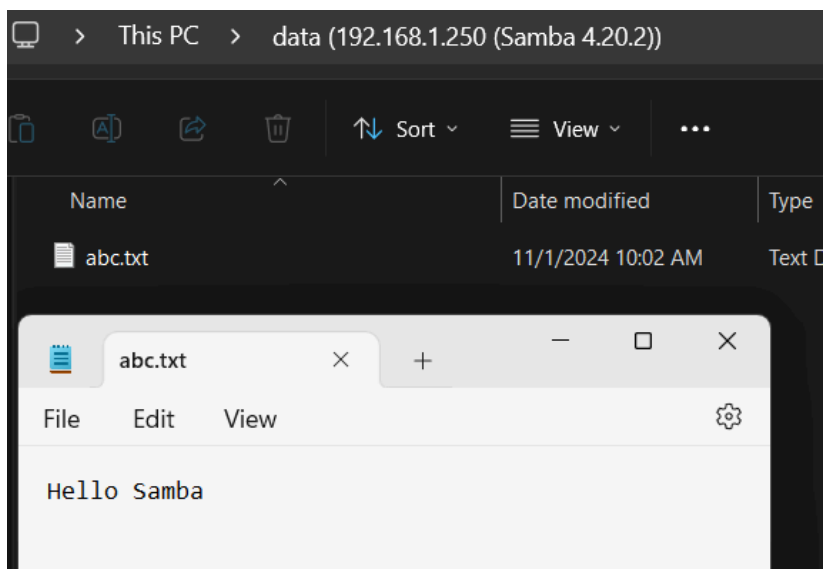 This PC > data (192.168.1.250 (Samba 4.20.2))
Sort View
Name Date modified Type
abc.txt 11/1/2024 10:02 AM Text
abc.txt
File Edit View
Hello Samba